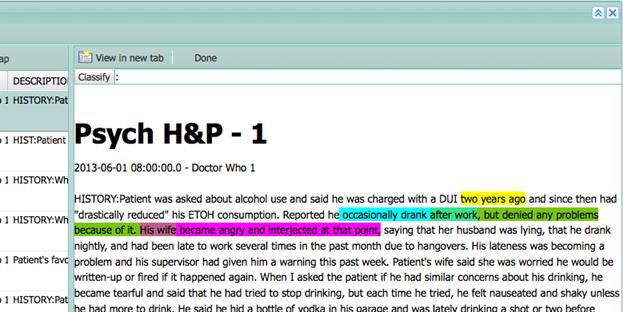 ap
View in new tab
Done
Classify :
DESCRIPTIO
1 HISTORY:Pat
1 HIST:Patient
1 HISTORY:Wh
1 HISTORY:Wh
1 Patient's favo
1 HISTORY:Pat
Psych H&P - 1
2013-06-01 08:00:00.0 - Doctor Who 1
HISTORY:Patient was asked about alcohol use and said he was charged with a DUI two years ago and since then had
"drastically reduced" his ETOH consumption. Reported he occasionally drank after work, but denied any problems
because of it. His wife became angry and interjected at that point, saying that her husband was lying, that he drank
nightly, and had been late to work several times in the past month due to hangovers. His lateness was becoming a
problem and his supervisor had given him a warning this past week. Patient's wife said she was worried he would be
written-up or fired if it happened again. When I asked the patient if he had similar concerns about his drinking, he
became tearful and said that he had tried to stop drinking, but each time he tried, he felt nauseated and shaky unless
he had more to drink. He said he hid a bottle of vodka in his garage and was lately drinking a shot or two before